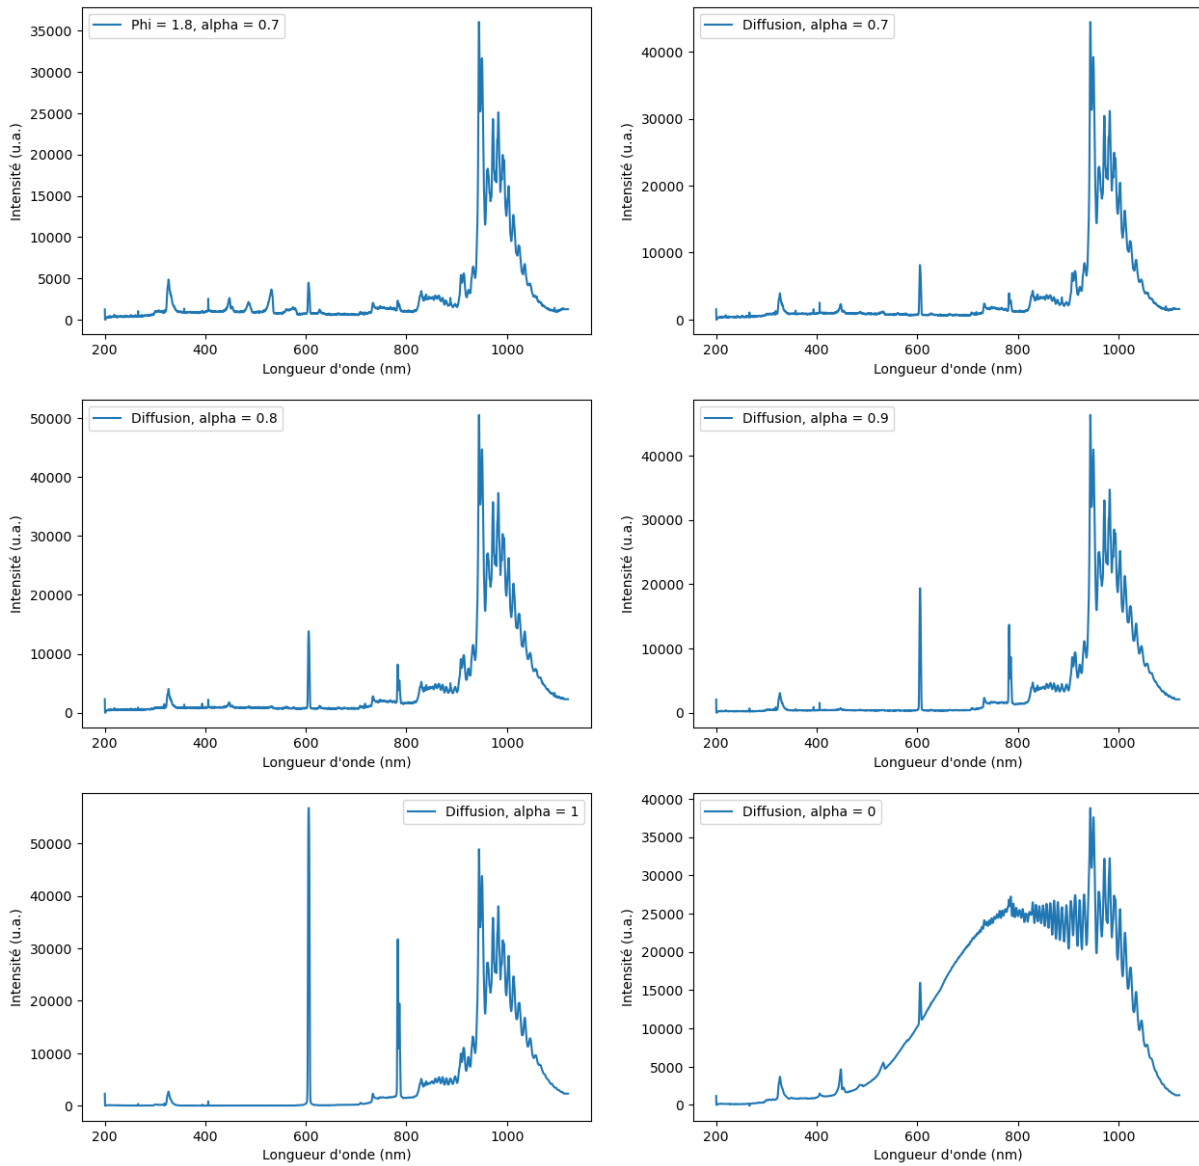 Phi = 1.8, alpha = 0.7
Intensité (u.a.)
35000
30000
25000
20000
15000
10000
5000
0
200 400 600 800 1000
Longueur d'onde (nm)
Diffusion, alpha = 0.7
Intensité (u.a.)
40000
30000
20000
10000
0
200 400 600 800 1000
Longueur d'onde (nm)
Diffusion, alpha = 0.8
Intensité (u.a.)
50000
40000
30000
20000
10000
0
200 400 600 800 1000
Longueur d'onde (nm)
Diffusion, alpha = 0.9
Intensité (u.a.)
40000
30000
20000
10000
0
200 400 600 800 1000
Longueur d'onde (nm)
Diffusion, alpha = 1
Intensité (u.a.)
50000
40000
30000
20000
10000
0
200 400 600 800 1000
Longueur d'onde (nm)
Diffusion, alpha = 0
Intensité (u.a.)
40000
35000
30000
25000
20000
15000
10000
5000
0
200 400 600 800 1000
Longueur d'onde (nm)